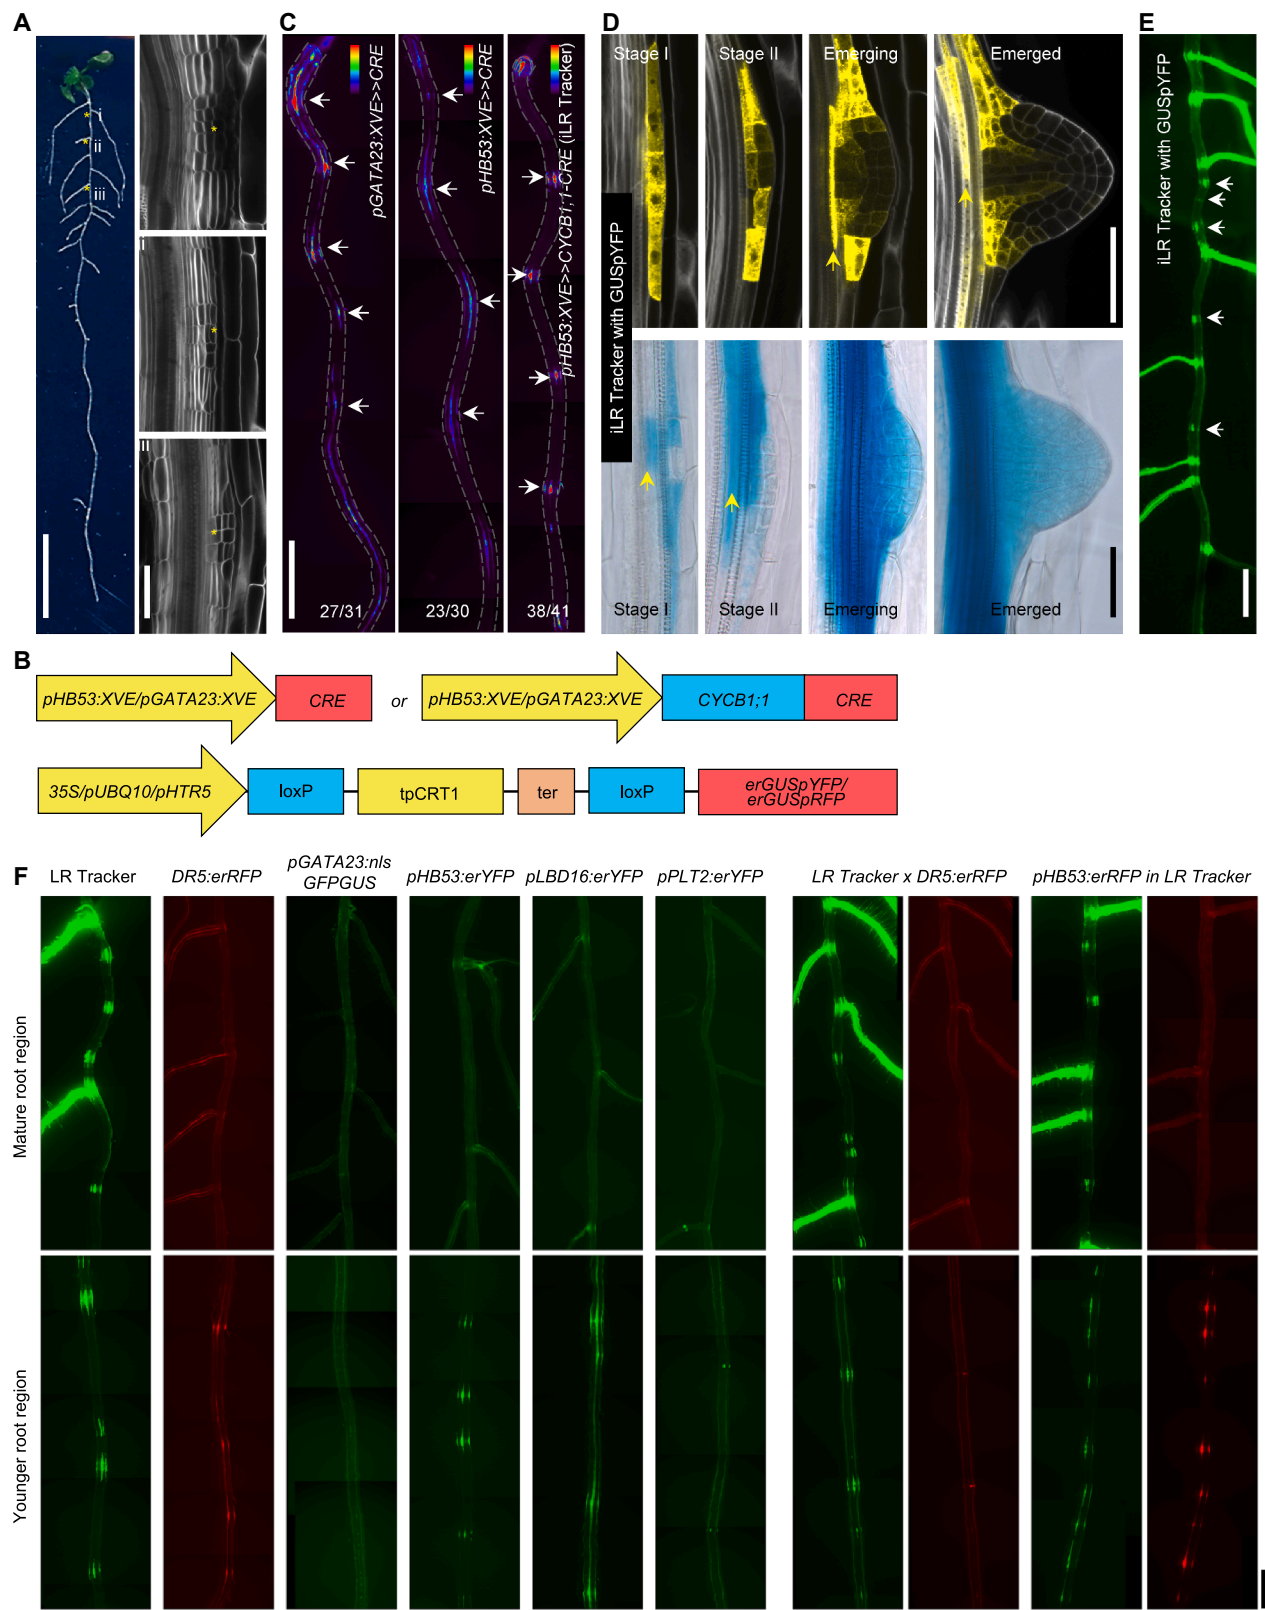 A
i
ii
iii
i
ii
C
pGATA23:XVE>>CRE
27/31
pHB53:XVE>>CRE
23/30
pHB53:XVE>>CYCB1;1-CRE (iLR Tracker)
38/41
D
iLR Tracker with GUSpYFP
Stage I
Stage II
Emerging
Emerged
Stage I
Stage II
Emerging
Emerged
E
iLR Tracker with GUSpYFP
B
pHB53:XVE/pGATA23:XVE
CRE
or
pHB53:XVE/pGATA23:XVE
CYCB1;1
CRE
35S/pUBQ10/pHTR5
loxP
tpCRT1
ter
loxP
erGUSpYFP/
erGUSpRFP
F
LR Tracker
DR5:erRFP
pGATA23:nls
GFPGUS
pHB53:erYFP
pLBD16:erYFP
pPLT2:erYFP
LR Tracker x DR5:erRFP
pHB53:erRFP in LR Tracker
Mature root region
Younger root region